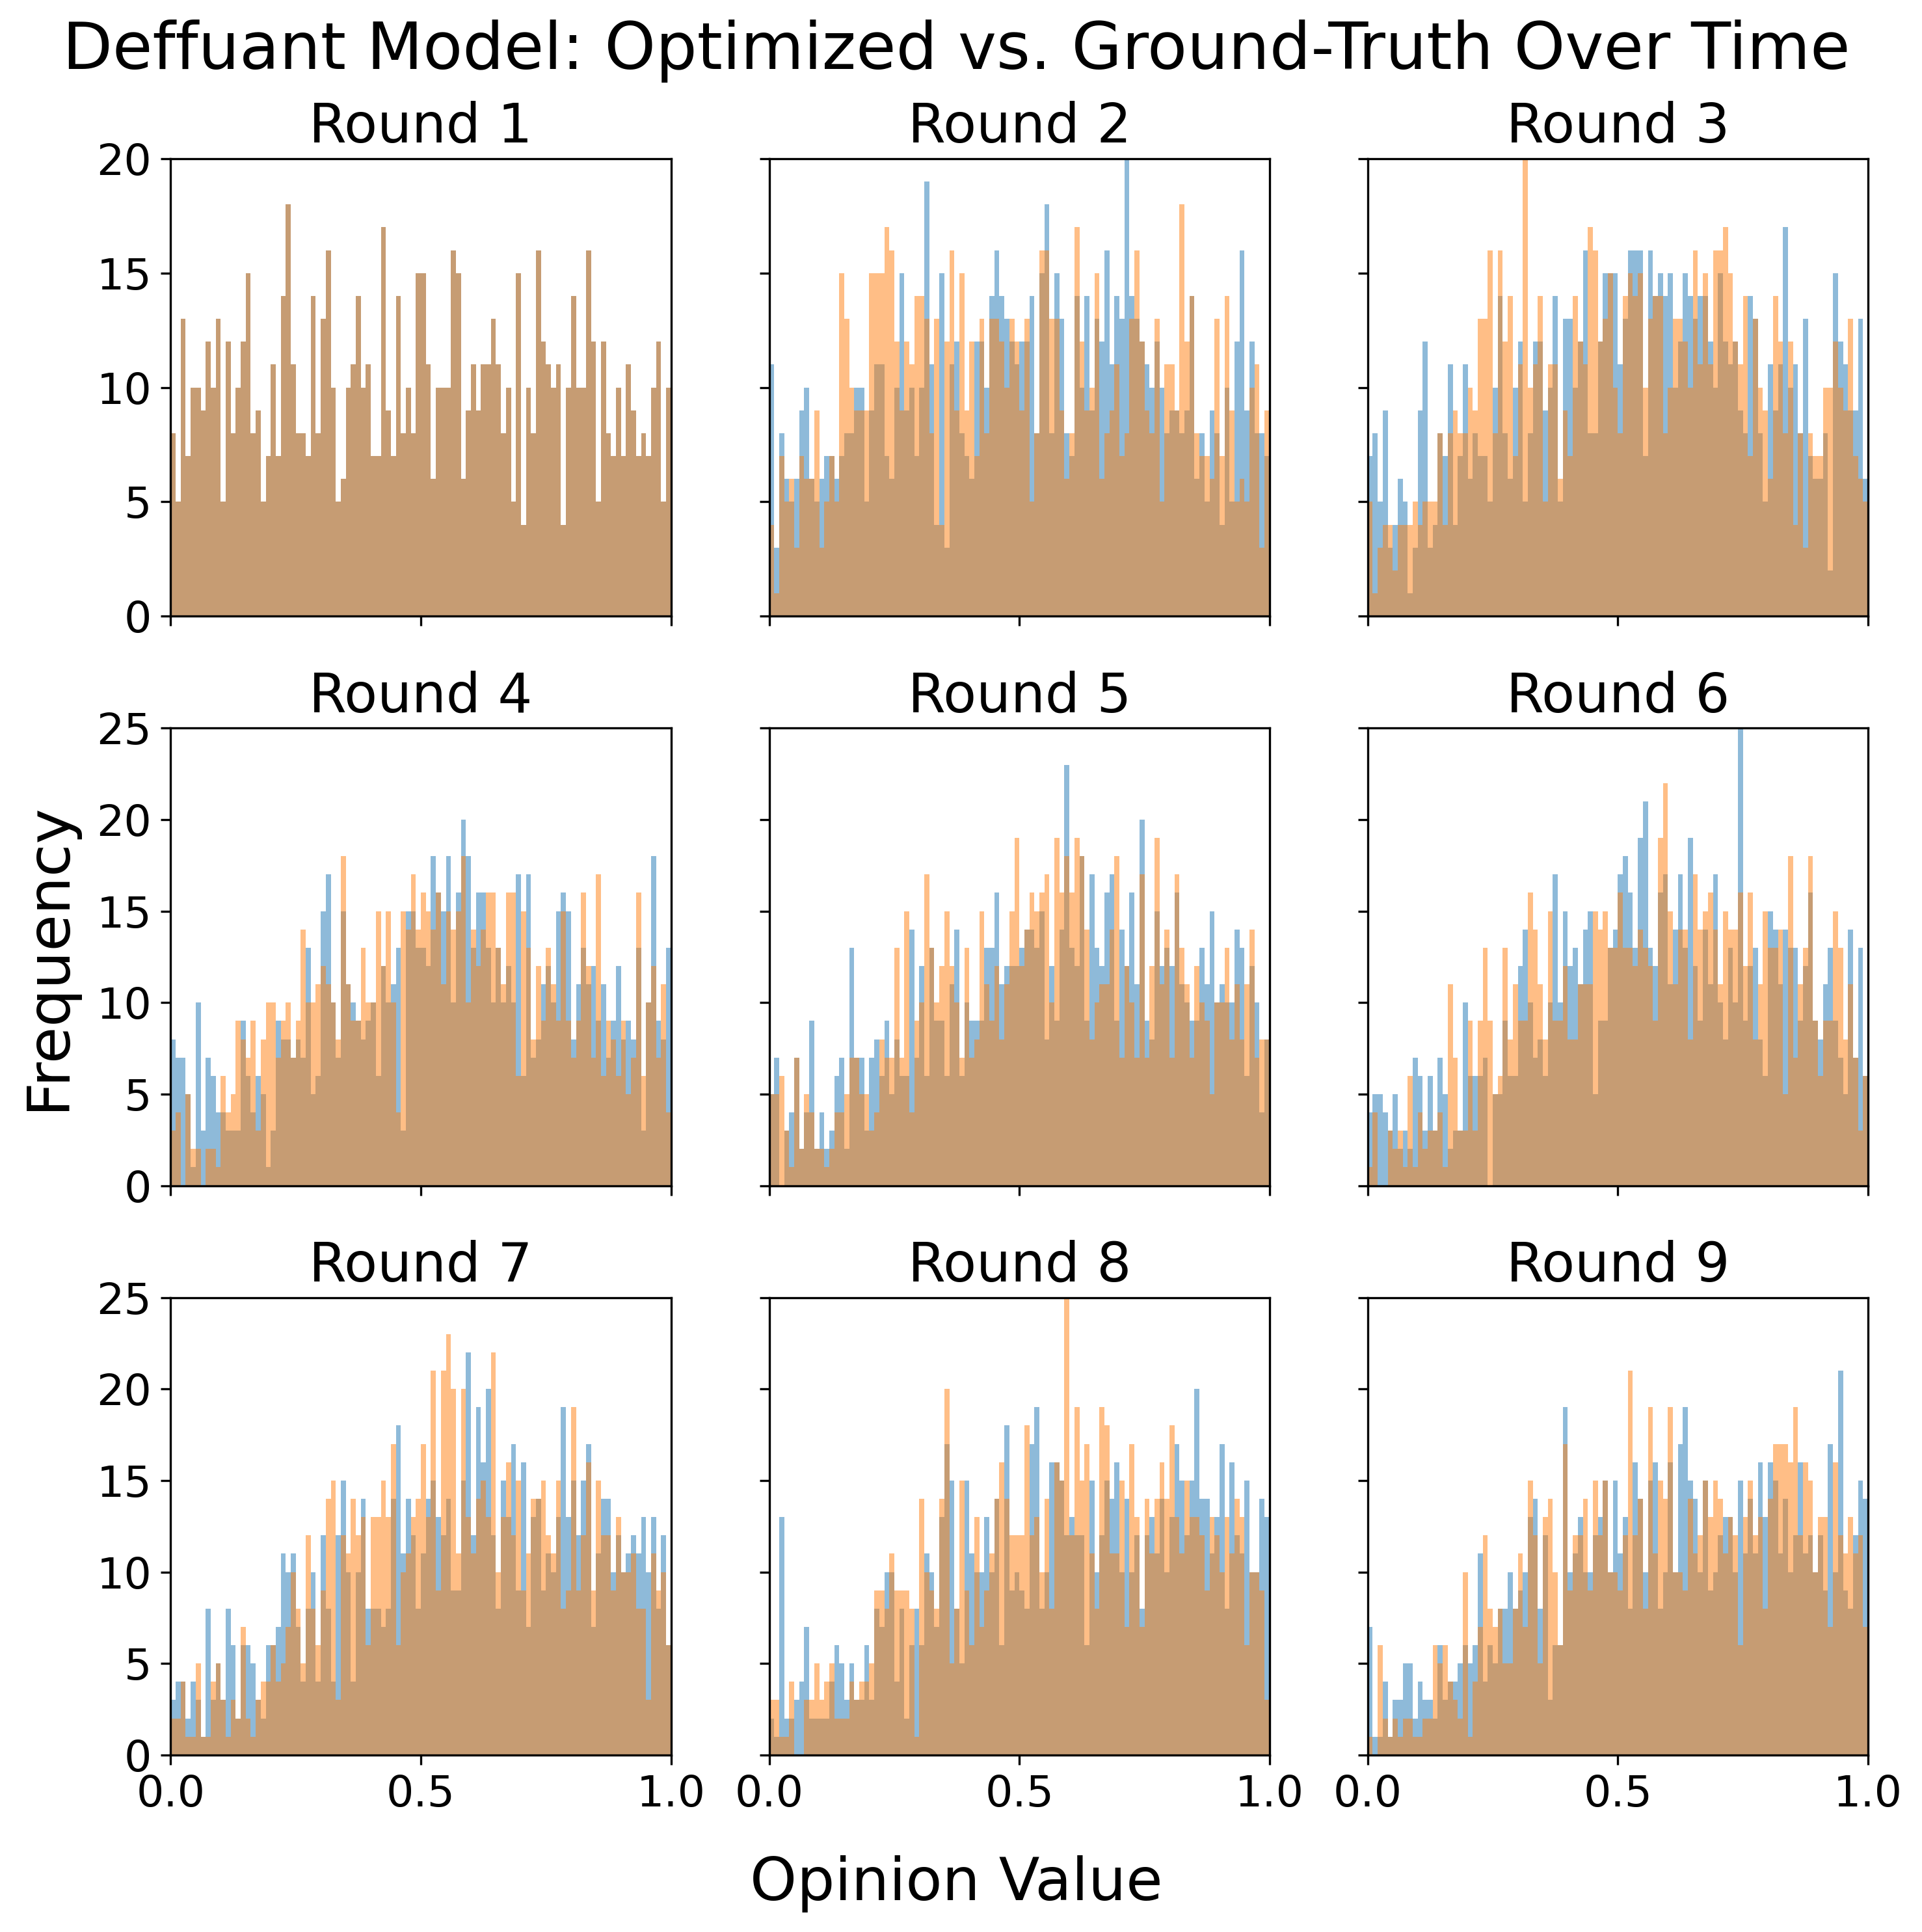 Deffuant Model: Optimized vs. Ground-Truth Over Time
Round 1
Round 2
Round 3
20
15
10
5
0
Round 4
Round 5
Round 6
25
20
15
10
5
0
Frequency
Round 7
Round 8
Round 9
25
20
15
10
5
0
0.0 0.5 1.0 0.0 0.5 1.0 0.0 0.5 1.0
Opinion Value